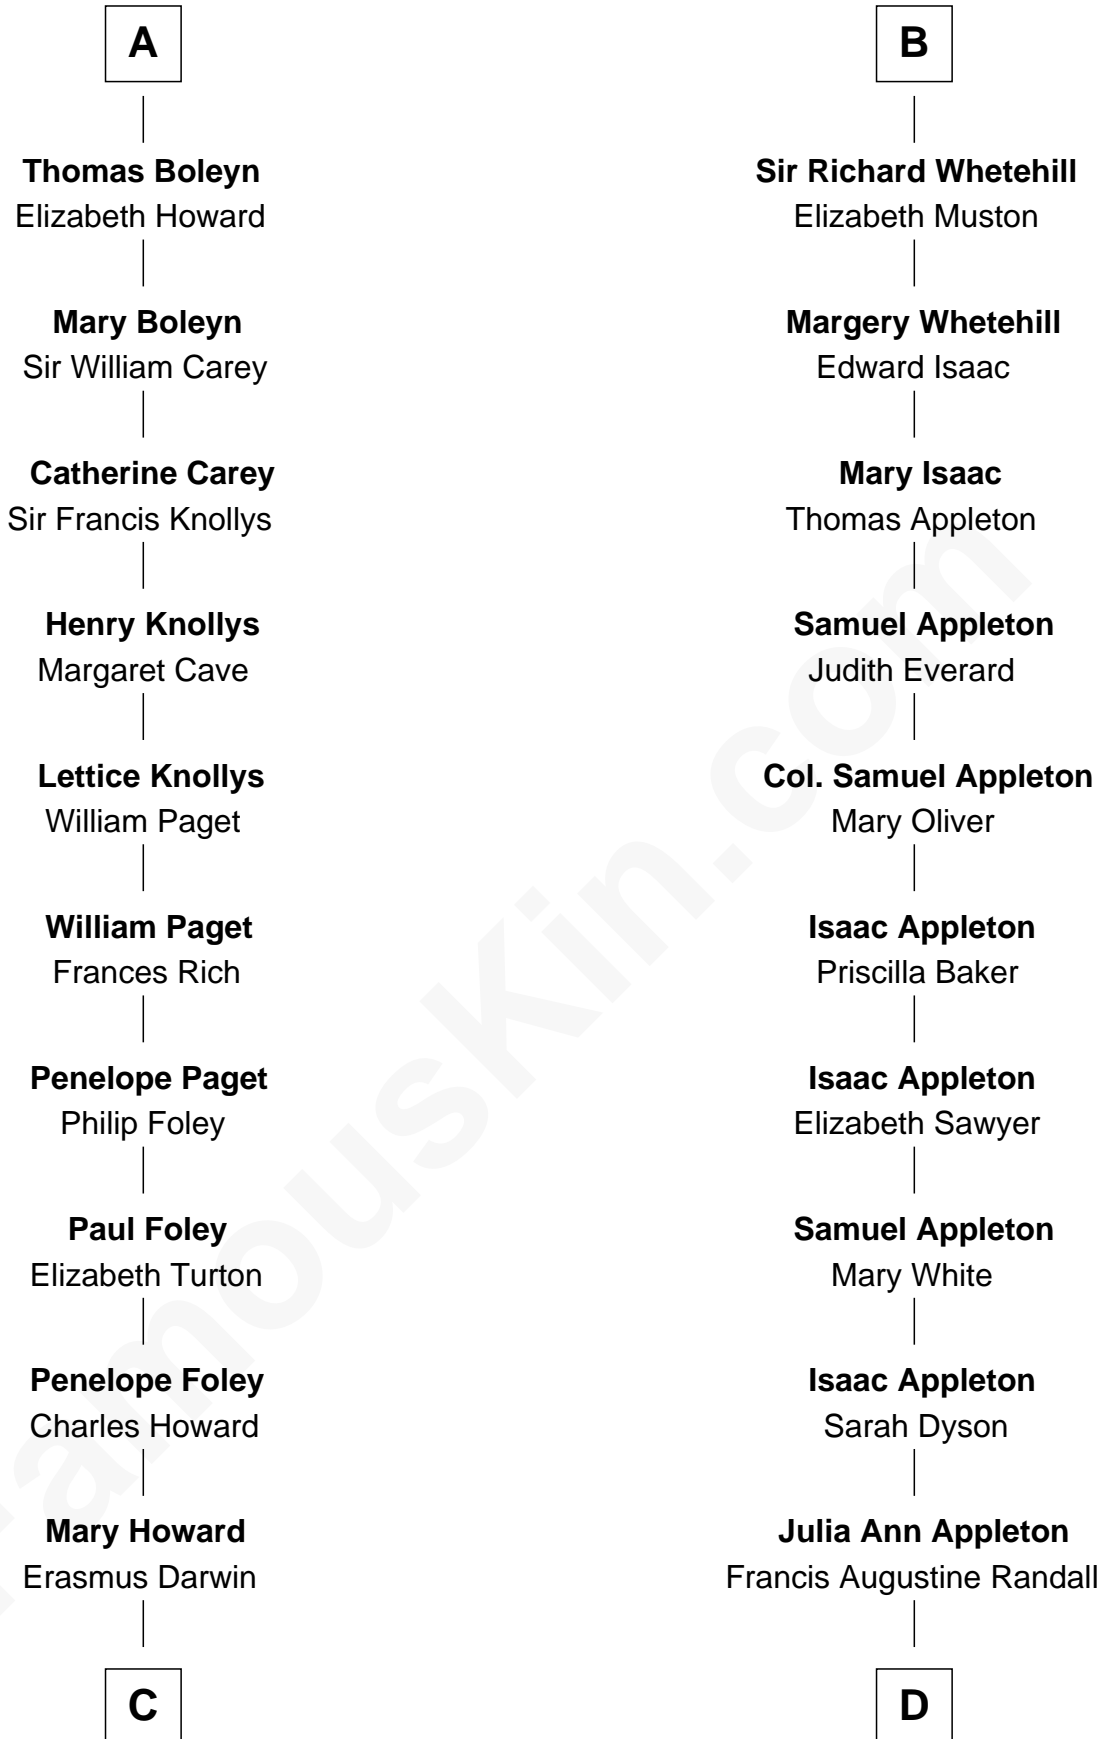 A
Thomas Boleyn
Elizabeth Howard
Mary Boleyn
Sir William Carey
Catherine Carey
Sir Francis Knollys
Henry Knollys
Margaret Cave
Lettice Knollys
William Paget
William Paget
Frances Rich
Penelope Paget
Philip Foley
Paul Foley
Elizabeth Turton
Penelope Foley
Charles Howard
Mary Howard
Erasmus Darwin
C
B
Sir Richard Whetehill
Elizabeth Muston
Margery Whetehill
Edward Isaac
Mary Isaac
Thomas Appleton
Samuel Appleton
Judith Everard
Col. Samuel Appleton
Mary Oliver
Isaac Appleton
Priscilla Baker
Isaac Appleton
Elizabeth Sawyer
Samuel Appleton
Mary White
Isaac Appleton
Sarah Dyson
Julia Ann Appleton
Francis Augustine Randall
D
FamousKin.com